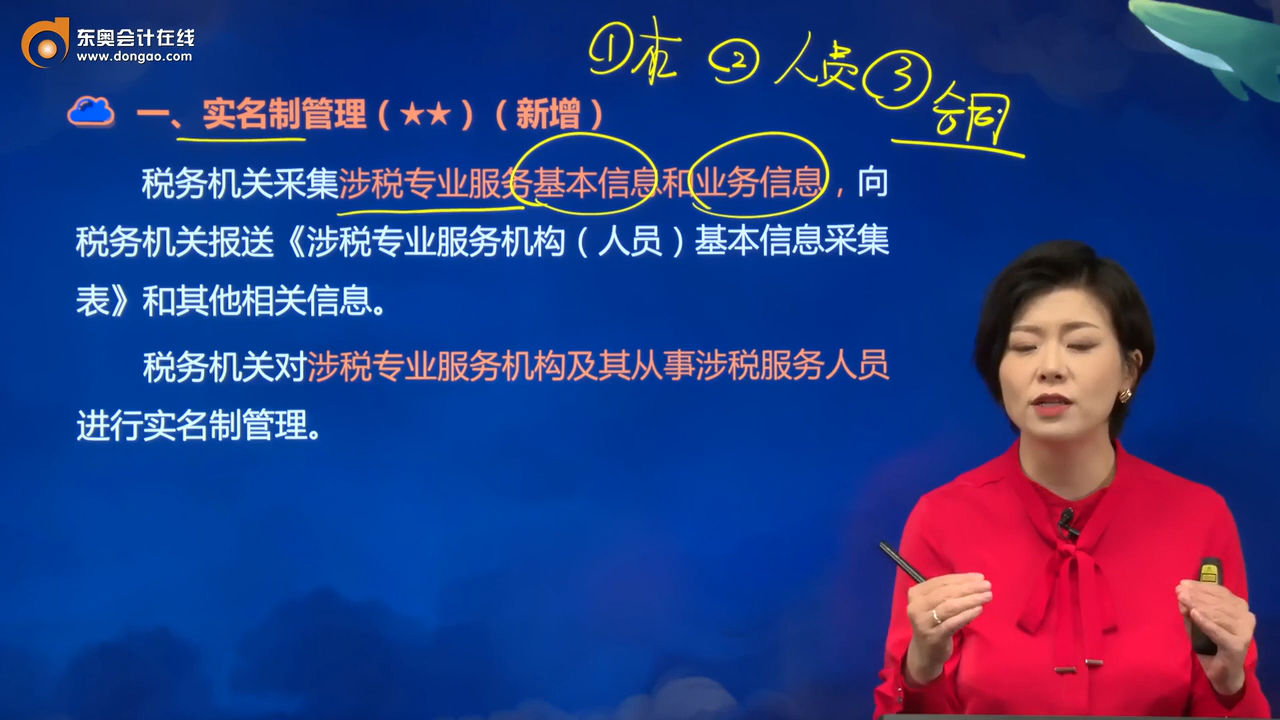 东奥会计在线
www.dongao.com
①本 ②人员 ③合同
一、实名制管理（★★）（新增）
税务机关采集涉税专业服务基本信息和业务信息，向
税务机关报送《涉税专业服务机构（人员）基本信息采集
表》和其他相关信息。
税务机关对涉税专业服务机构及其从事涉税服务人员
进行实名制管理。